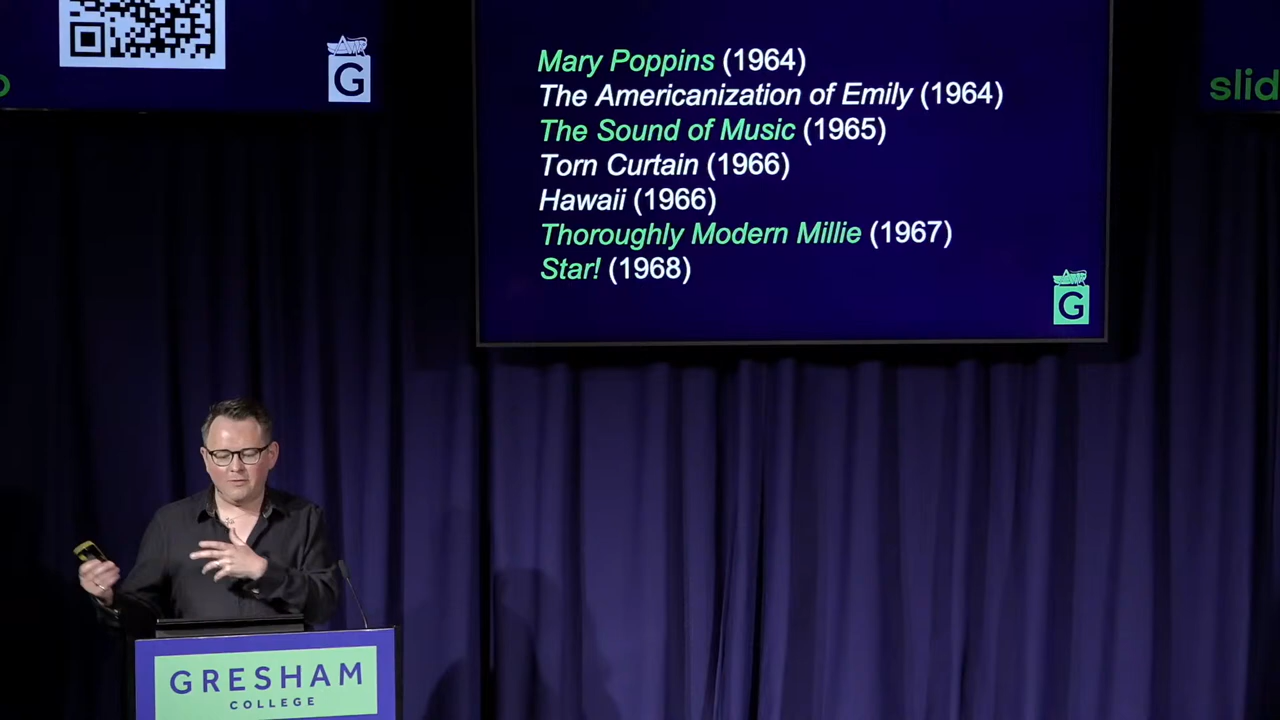 G
Mary Poppins (1964)
The Americanization of Emily (1964)
The Sound of Music (1965)
Torn Curtain (1966)
Hawaii (1966)
Thoroughly Modern Millie (1967)
Star! (1968)
G
GRESHAM
COLLEGE